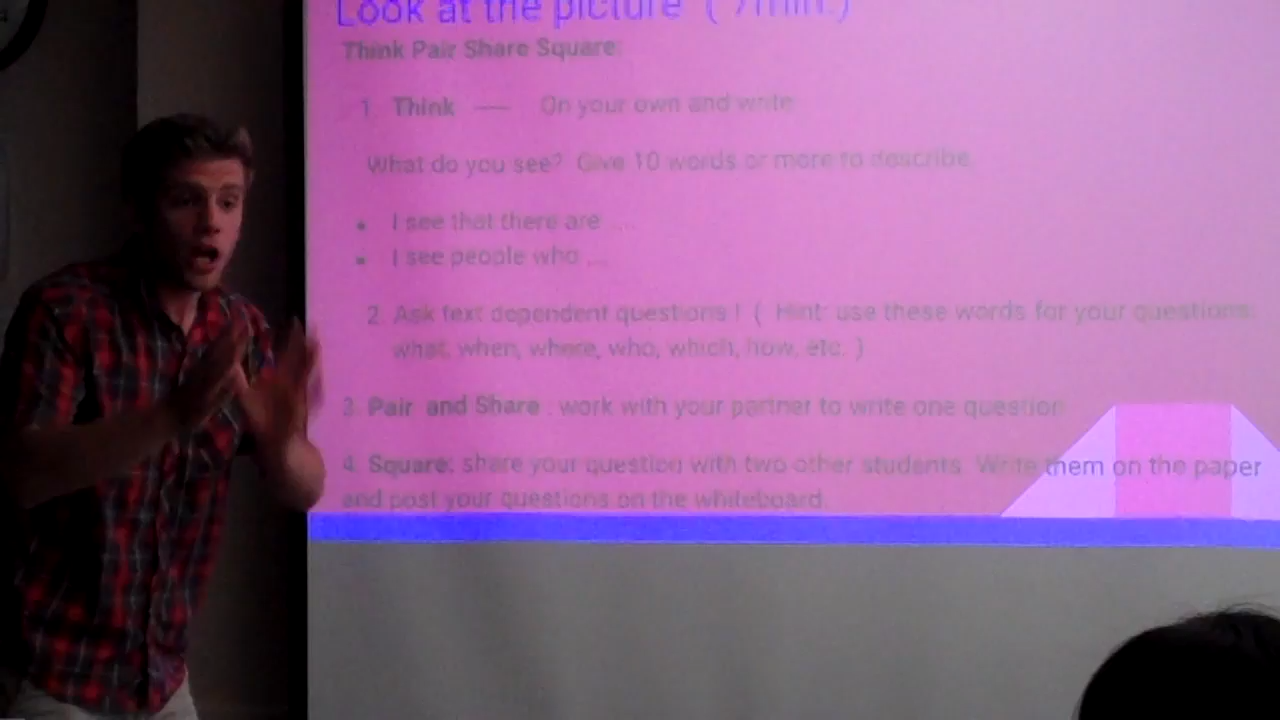 Look at the picture ( 7min.)
Think Pair Share Square:
1. Think — On your own and write
What do you see? Give 10 words or more to describe.
• I see that there are ....
• I see people who ...
2. Ask text dependent questions ! ( Hint: use these words for your questions:
what, when, where, who, which, how, etc. )
3. Pair and Share : work with your partner to write one question
4. Square: share your question with two other students. Write them on the paper
and post your questions on the whiteboard.